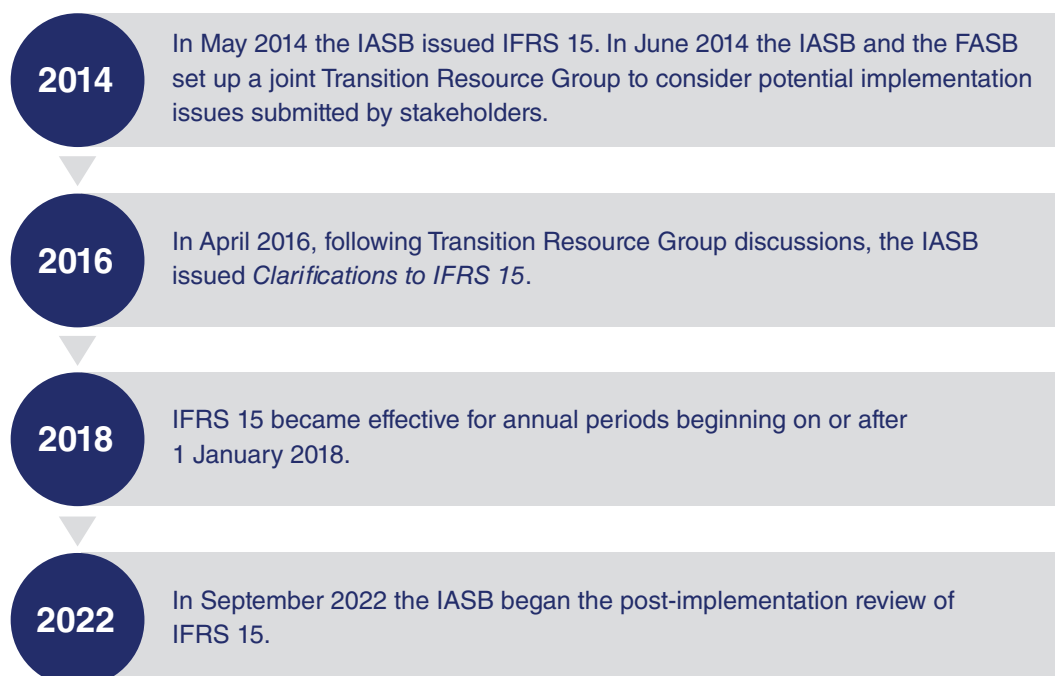 2014
In May 2014 the IASB issued IFRS 15. In June 2014 the IASB and the FASB
set up a joint Transition Resource Group to consider potential implementation
issues submitted by stakeholders.
2016
In April 2016, following Transition Resource Group discussions, the IASB
issued Clarifications to IFRS 15.
2018
IFRS 15 became effective for annual periods beginning on or after
1 January 2018.
2022
In September 2022 the IASB began the post-implementation review of
IFRS 15.